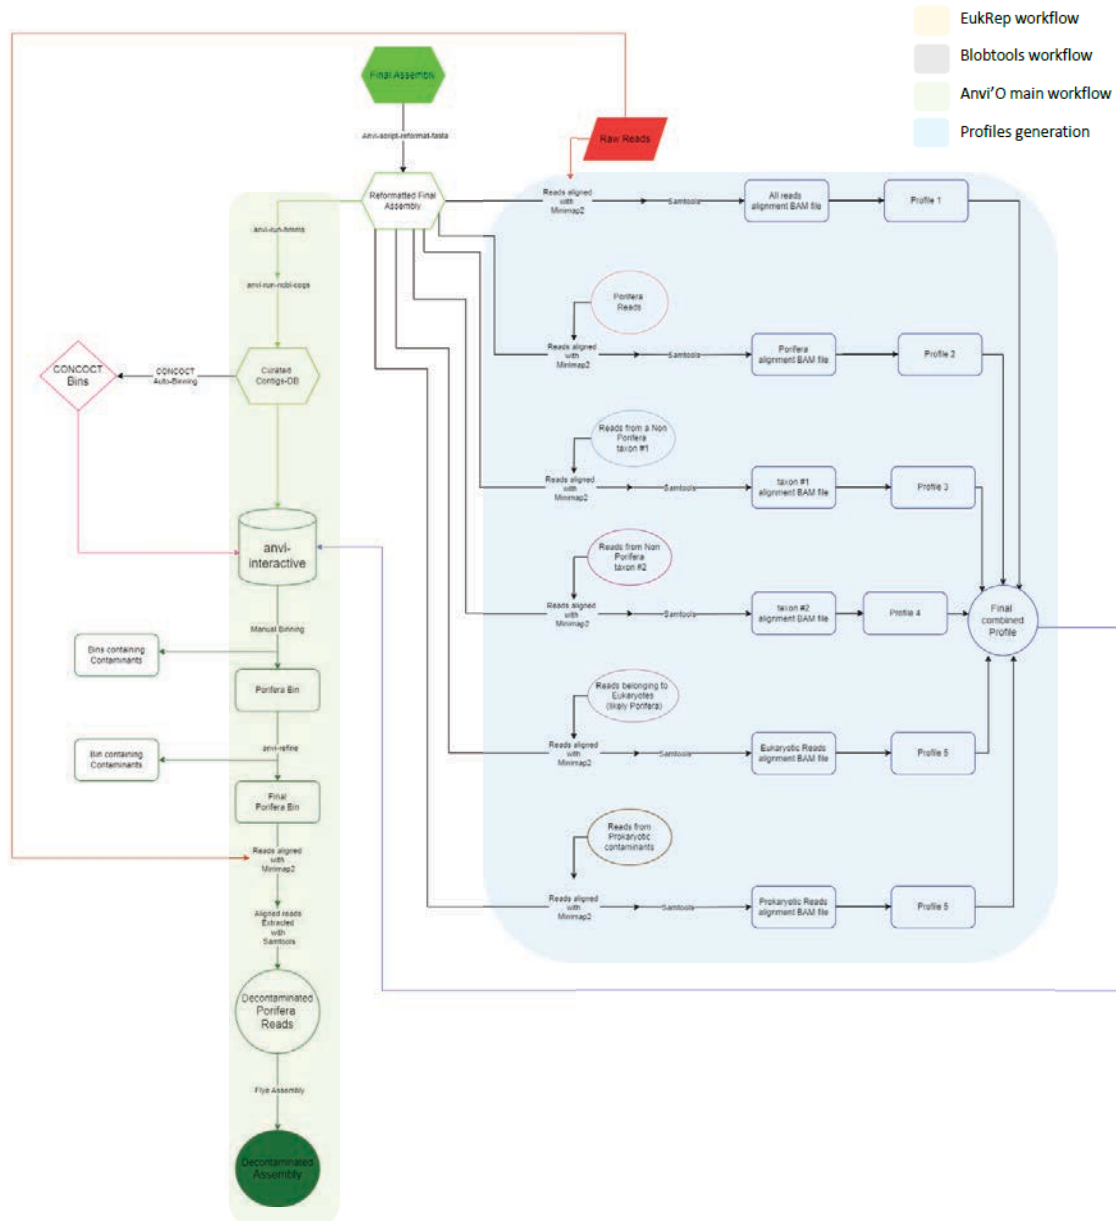 EukRep workflow
Blobtools workflow
Anvi'O main workflow
Profiles generation
Final Assembly
Anvi-script-reformat-fasta
Raw Reads
Reformatted Final
Assembly
Reads aligned
with
Minimap2
Samtools
All reads
alignment BAM file
Profile 1
anvi-run-hmms
anvi-run-ncbi-cogs
Porifera
Reads
Reads aligned
with
Minimap2
Samtools
Porifera
alignment BAM file
Profile 2
CONCOCT
Bins
CONCOCT
Auto-Binning
Curated
Contigs-DB
Reads from a Non
Porifera
taxon #1
Reads aligned
with
Minimap2
Samtools
taxon #1
alignment BAM file
Profile 3
anvi-
interactive
Reads from Non
Porifera
taxon #2
Reads aligned
with
Minimap2
Samtools
taxon #2
alignment BAM file
Profile 4
Final
combined
Profile
Manual Binning
Bins containing
Contaminants
Porifera Bin
Reads belonging to
Eukaryotes
(likely Porifera)
Reads aligned
with
Minimap2
Samtools
Eukaryotic Reads
alignment BAM file
Profile 5
anvi-refine
Bin containing
Contaminants
Final
Porifera Bin
Reads from
Prokaryotic
contaminants
Reads aligned
with
Minimap2
Reads aligned
with
Minimap2
Samtools
Prokaryotic Reads
alignment BAM file
Profile 5
Aligned reads
Extracted
with
Samtools
Decontaminated
Porifera
Reads
Flye Assembly
Decontaminated
Assembly